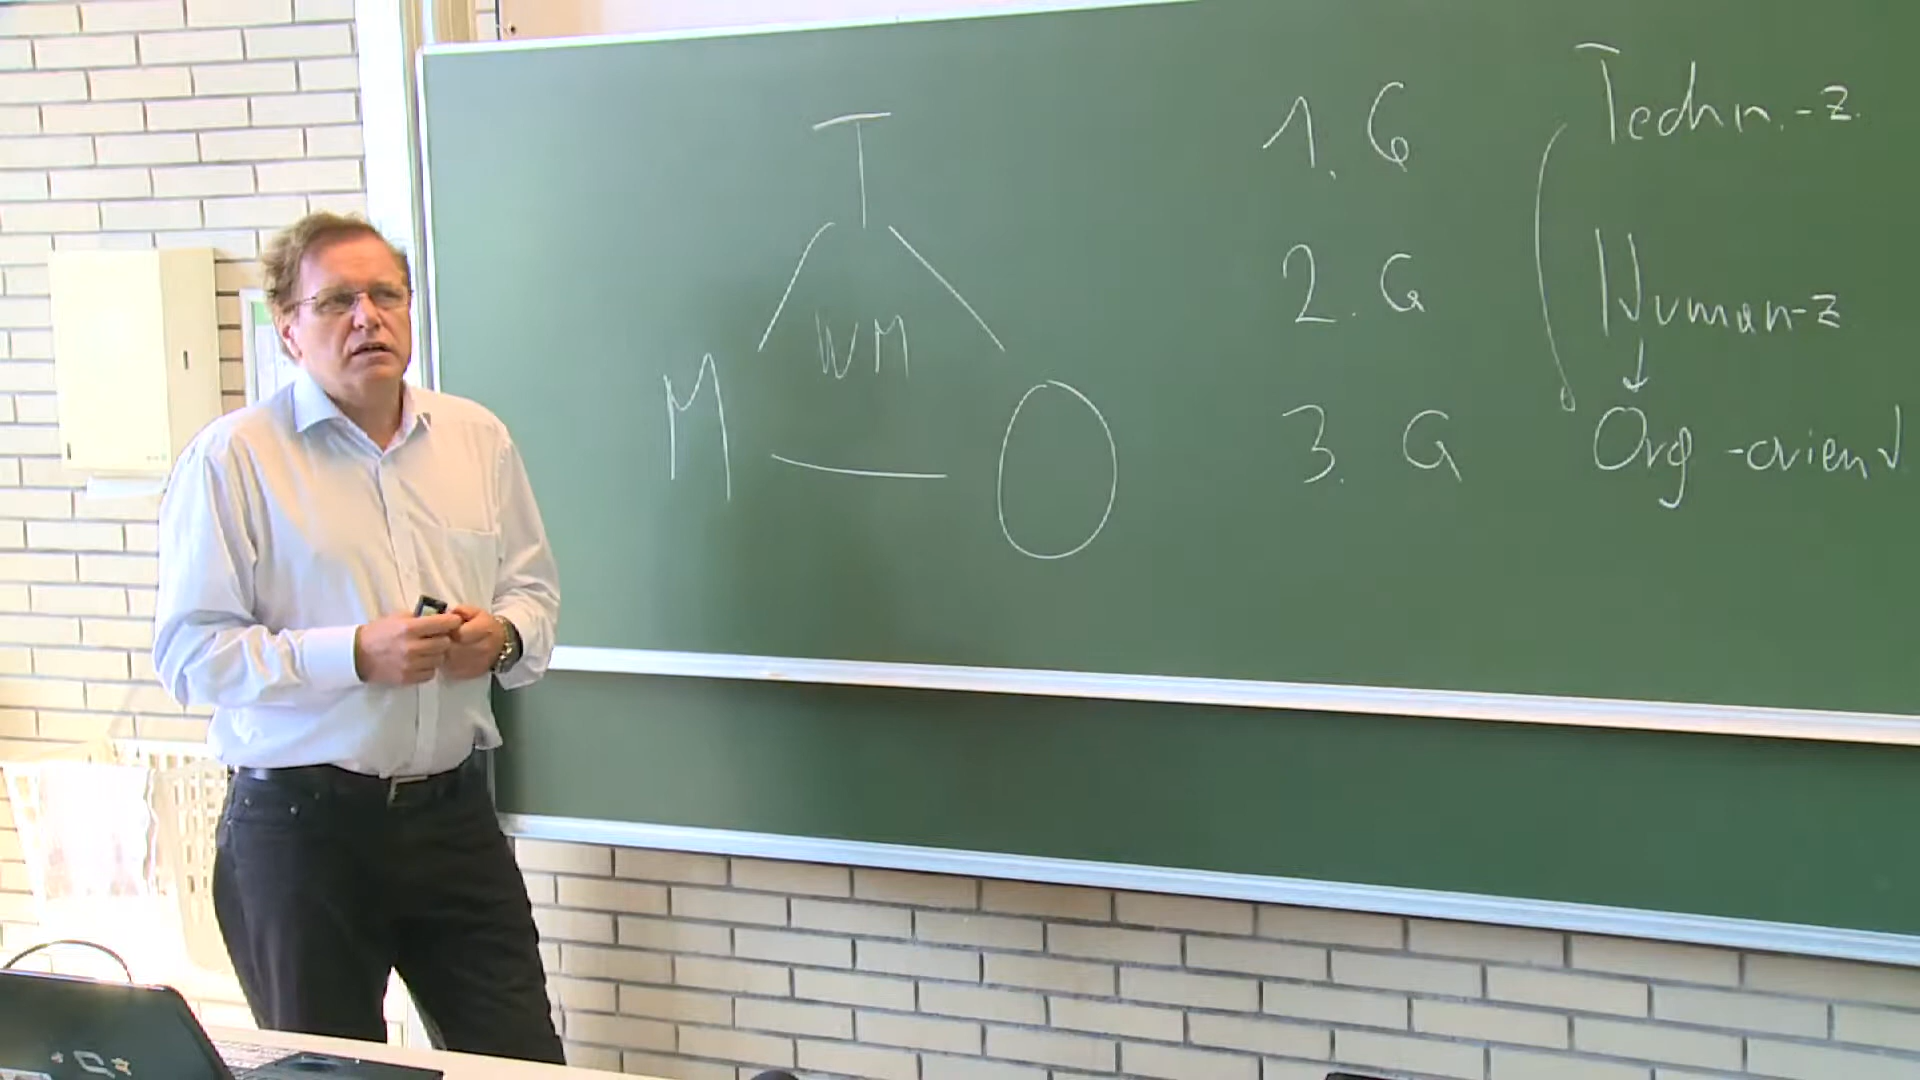 T
WM
M
O
1. G Techn.-z.
2. G Human-z
3. G Org-orient